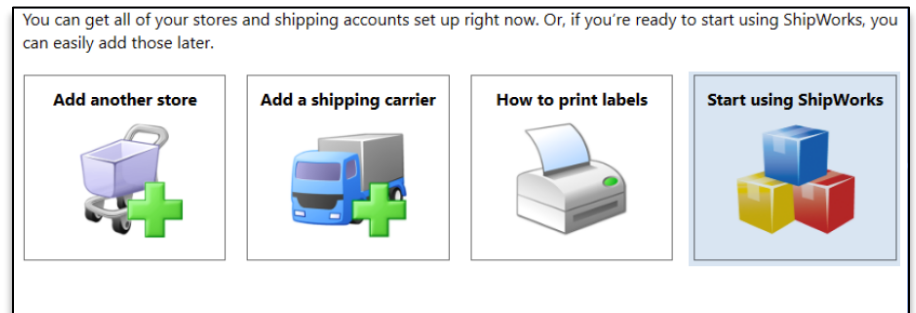 You can get all of your stores and shipping accounts set up right now. Or, if you’re ready to start using ShipWorks, you
can easily add those later.
Add another store
Add a shipping carrier
How to print labels
Start using ShipWorks